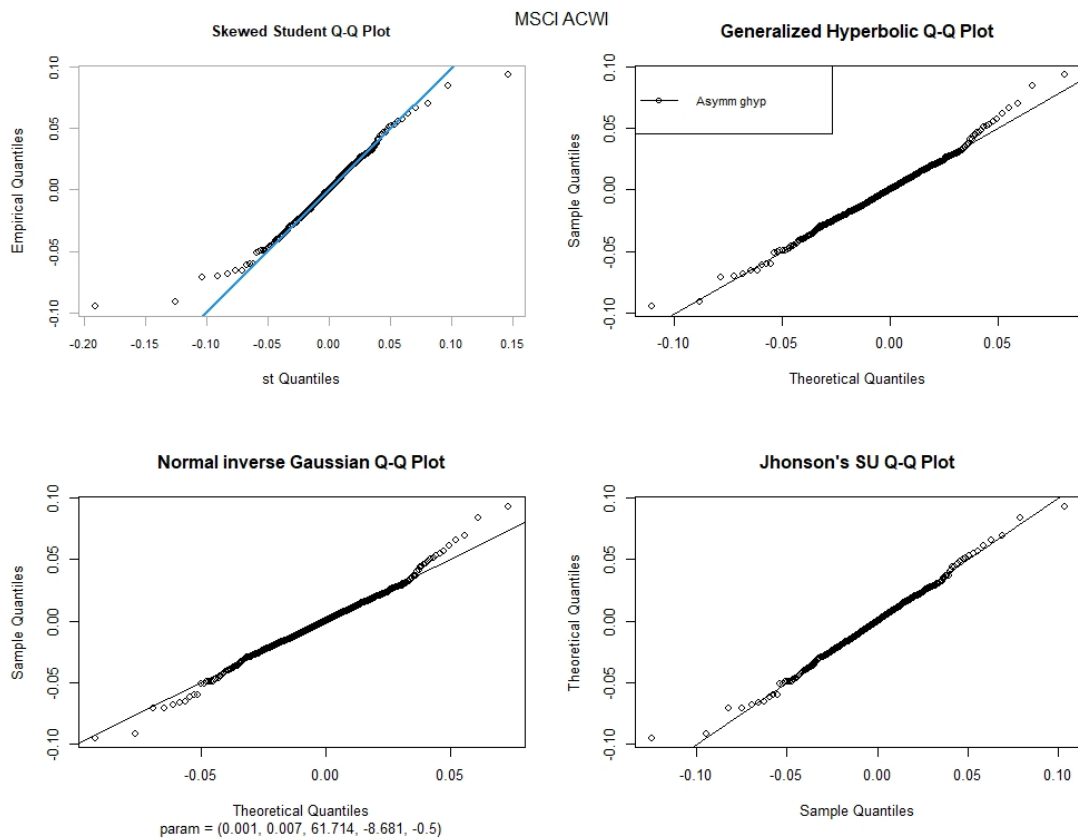 MSCI ACWI
Skewed Student Q-Q Plot
Empirical Quantiles
0.10
0.05
0.00
-0.05
-0.10
-0.20 -0.15 -0.10 -0.05 0.00 0.05 0.10 0.15
st Quantiles
Generalized Hyperbolic Q-Q Plot
Asymm ghyp
Sample Quantiles
0.10
0.05
0.00
-0.05
-0.10
-0.10 -0.05 0.00 0.05
Theoretical Quantiles
Normal inverse Gaussian Q-Q Plot
Sample Quantiles
0.10
0.05
0.00
-0.05
-0.10
-0.05 0.00 0.05
Theoretical Quantiles
param = (0.001, 0.007, 61.714, -8.681, -0.5)
Jhonson's SU Q-Q Plot
Theoretical Quantiles
0.10
0.05
0.00
-0.05
-0.10
-0.10 -0.05 0.00 0.05 0.10
Sample Quantiles